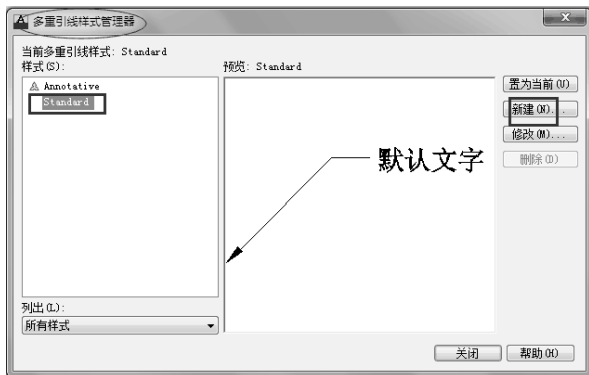 多重引线样式管理器
当前多重引线样式: Standard
样式(S):
预览: Standard
Annotative
Standard
置为当前(U)
新建(N)...
修改(M)...
删除(D)
默认文字
列出(L):
所有样式
关闭
帮助(H)